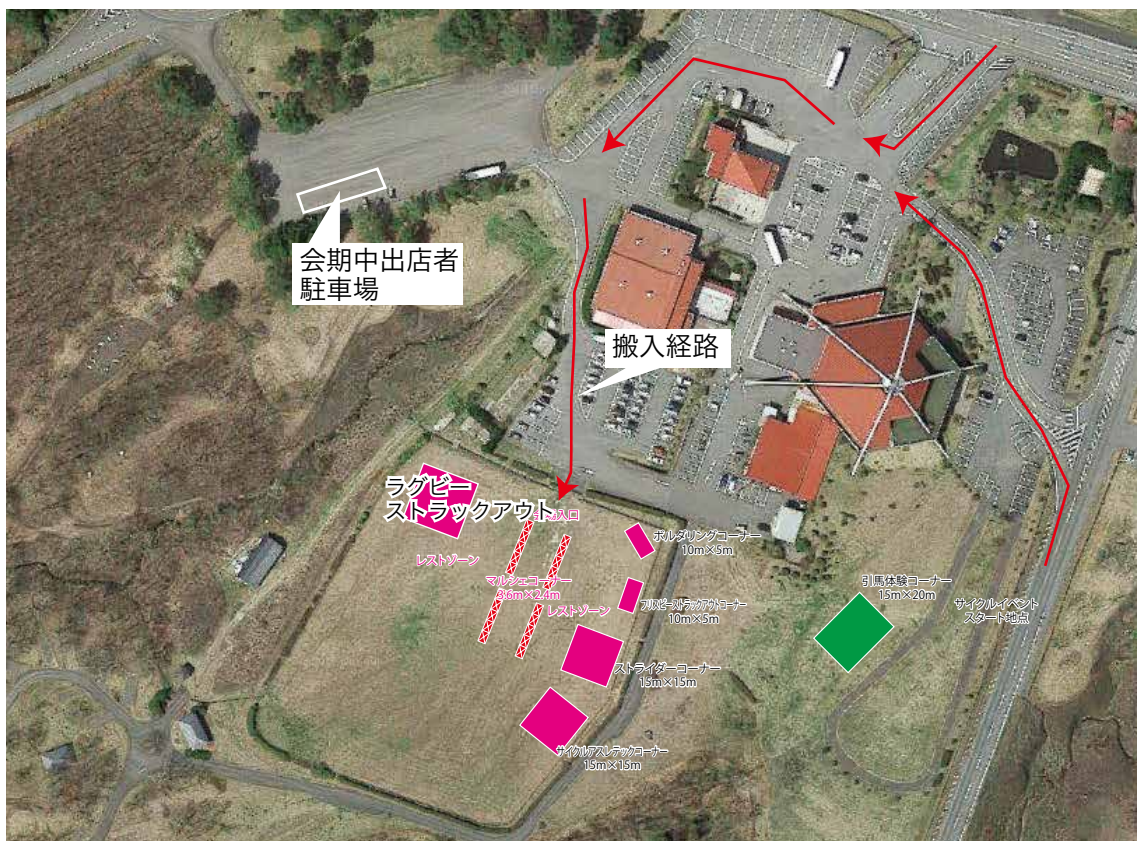 会期中出店者
駐車場
搬入経路
ラグビー
ストラックアウト
入口
レストゾーン
マルシェコーナー
3.6m×2.4m
レストゾーン
ボルダリングコーナー
10m×5m
フリスビーストラックアウトコーナー
10m×5m
ストライダーコーナー
15m×15m
サイクルアスレチックコーナー
15m×15m
引馬体験コーナー
15m×20m
サイクルイベント
スタート地点